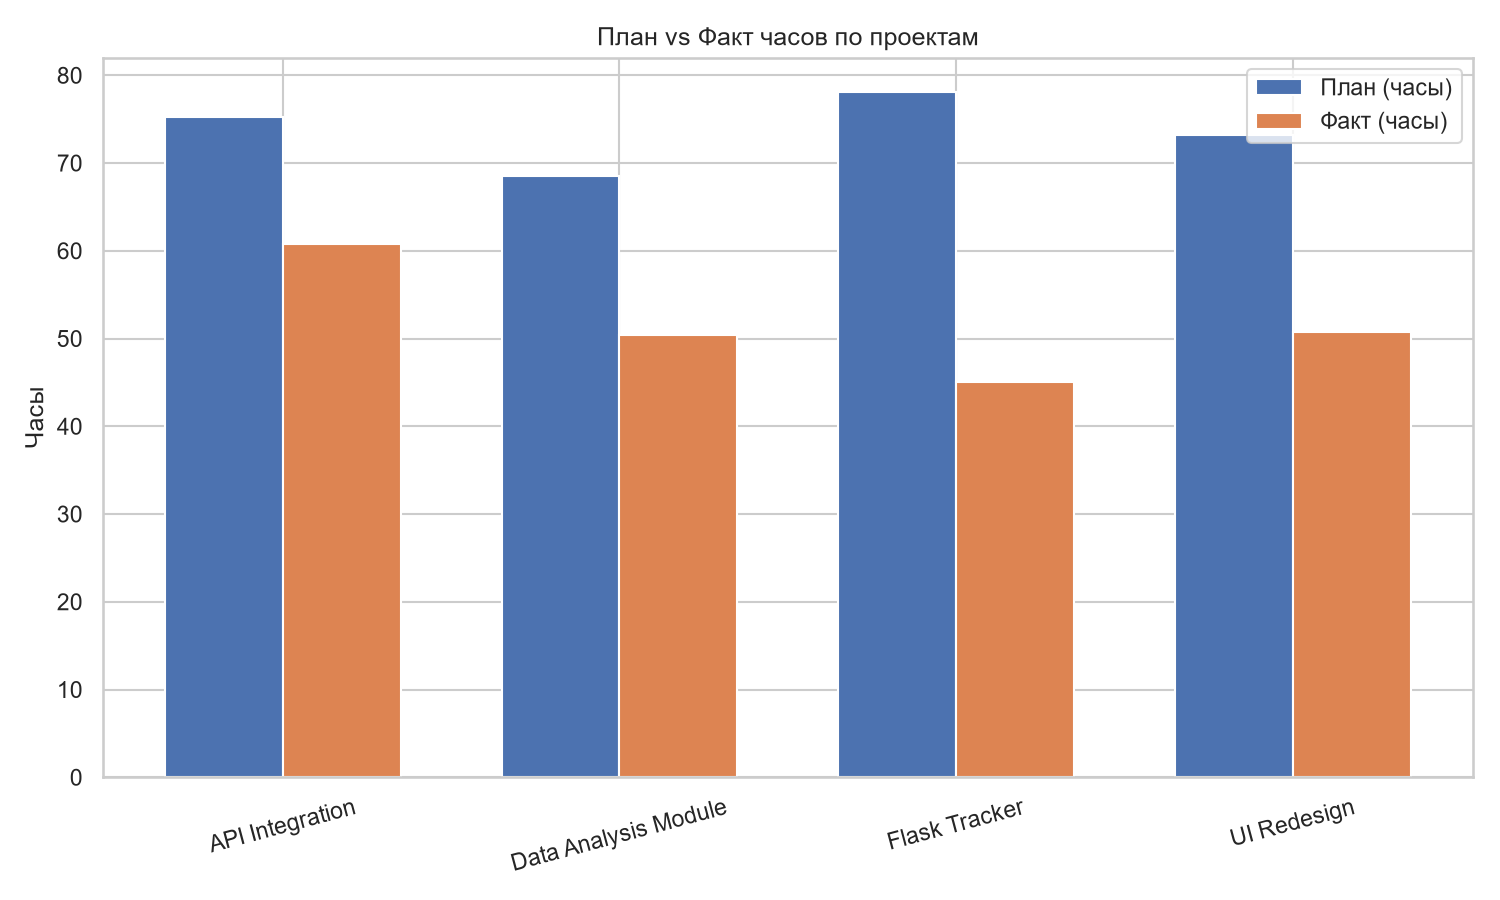 План vs Факт часов по проектам
План (часы)
Факт (часы)
Часы
80
70
60
50
40
30
20
10
0
API Integration
Data Analysis Module
Flask Tracker
UI Redesign